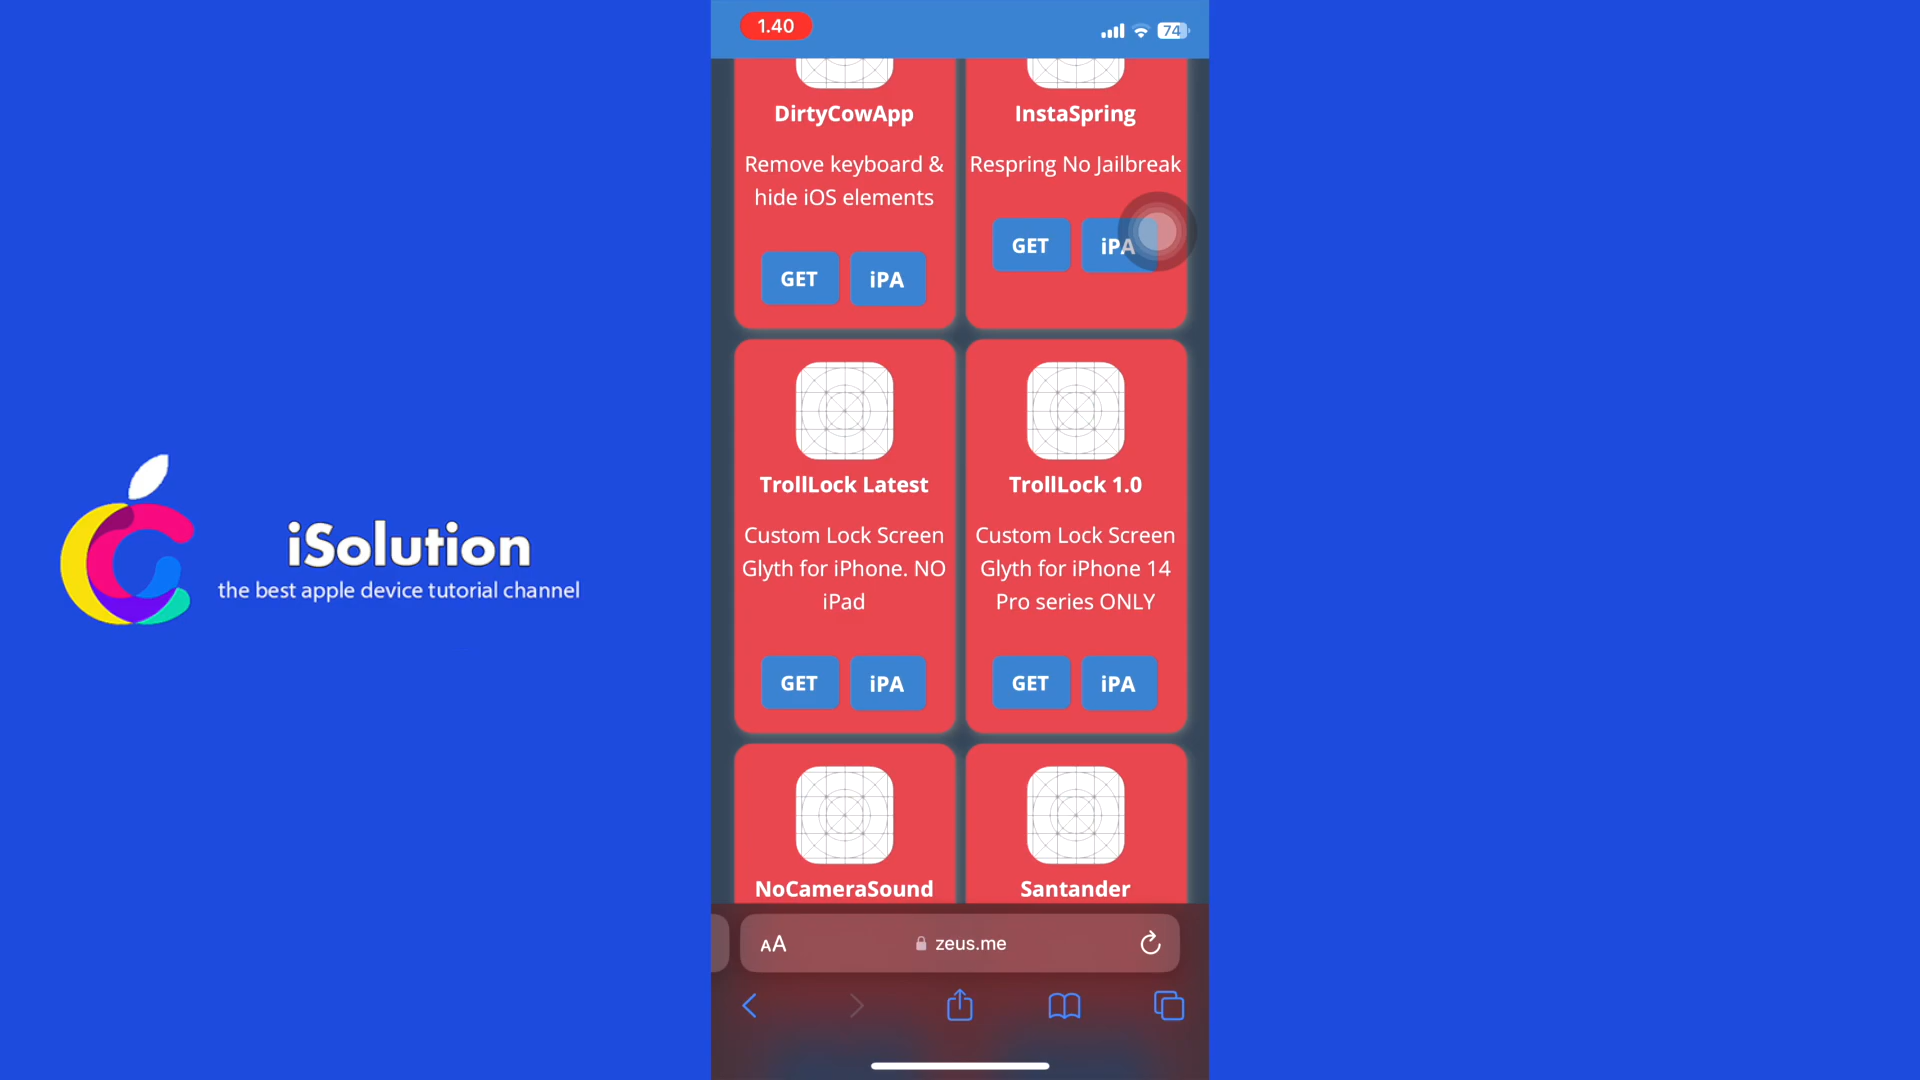 1.40
74
DirtyCowApp
Remove keyboard &
hide iOS elements
GET
iPA
InstaSpring
Respring No Jailbreak
GET
iPA
TrollLock Latest
Custom Lock Screen
Glyth for iPhone. NO
iPad
GET
iPA
TrollLock 1.0
Custom Lock Screen
Glyth for iPhone 14
Pro series ONLY
GET
iPA
NoCameraSound
Santander
AA
zeus.me
iSolution
the best apple device tutorial channel